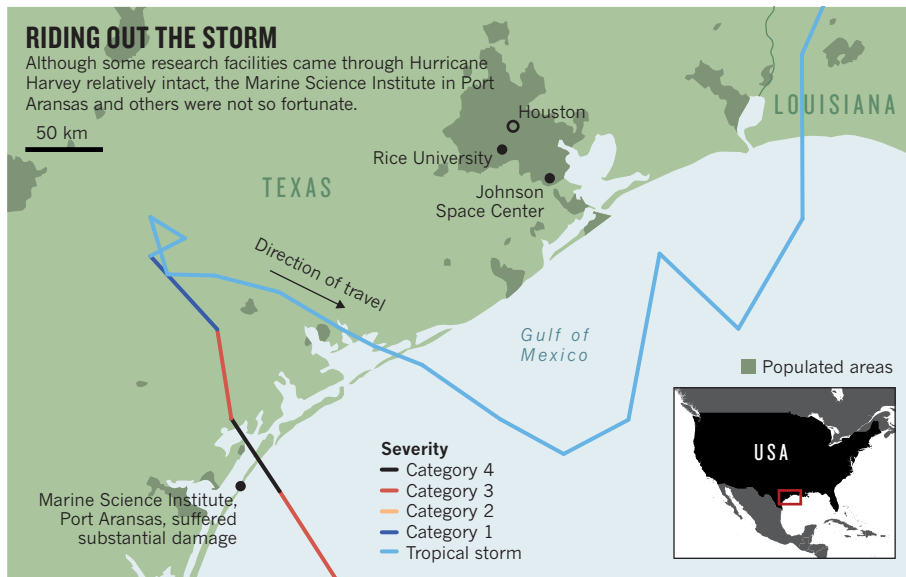 RIDING OUT THE STORM
Although some research facilities came through Hurricane
Harvey relatively intact, the Marine Science Institute in Port
Aransas and others were not so fortunate.
50 km
Houston
LOUISIANA
Rice University
TEXAS
Johnson
Space Center
Direction of travel
Gulf of
Mexico
Populated areas
USA
Severity
Category 4
Category 3
Category 2
Category 1
Tropical storm
Marine Science Institute,
Port Aransas, suffered
substantial damage